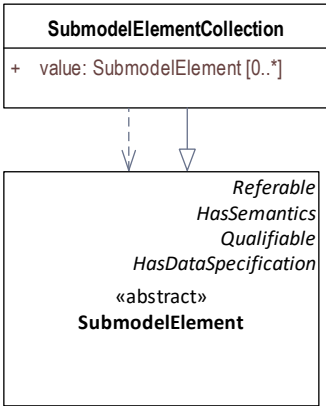 SubmodelElementCollection
+ value: SubmodelElement [0..*]
Referable
HasSemantics
Qualifiable
HasDataSpecification
«abstract»
SubmodelElement